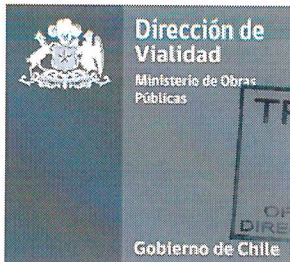 Dirección de
Vialidad
Ministerio de Obras
Públicas
Gobierno de Chile